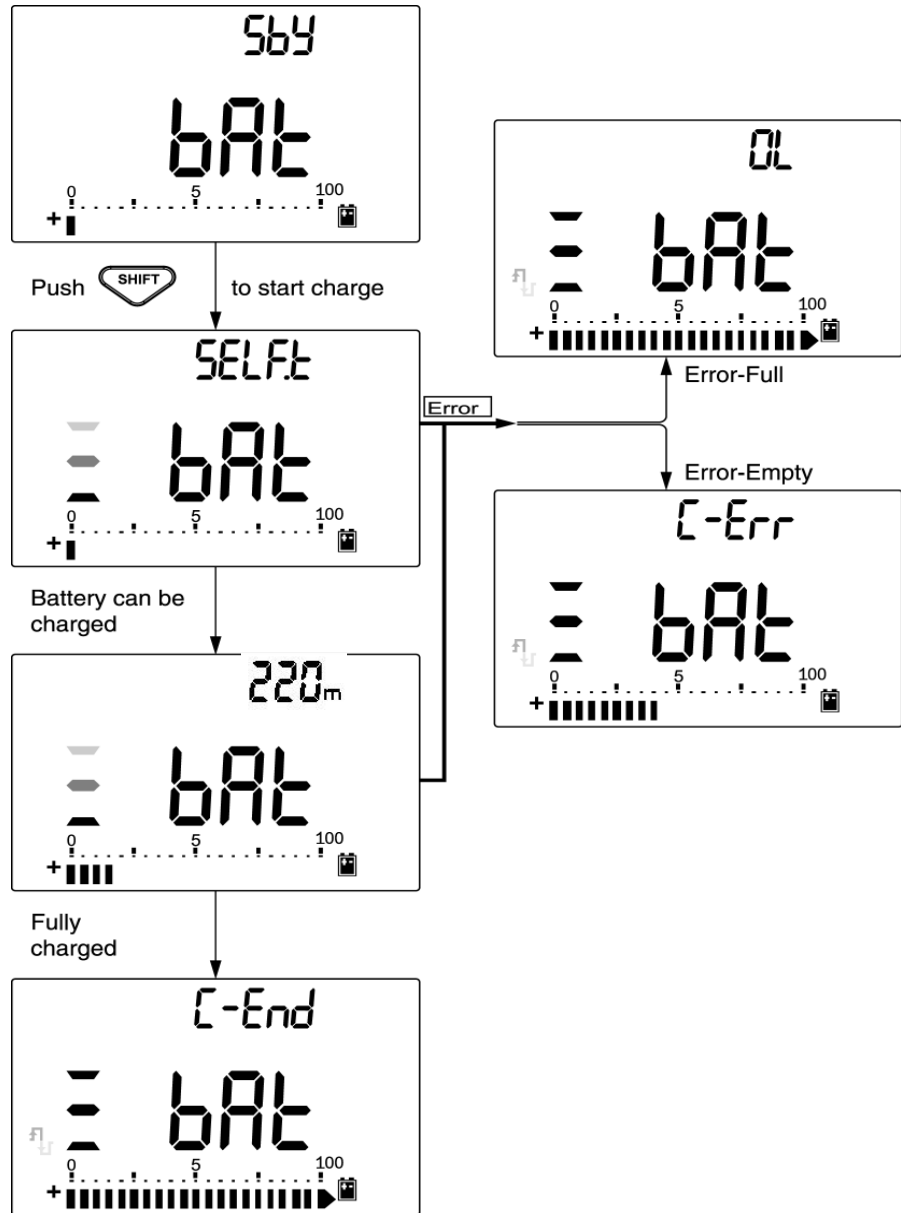 Sby
bAt
0 5 100
+
Push SHIFT to start charge
SELF.t
bAt
0 5 100
+
Error
Battery can be
charged
220m
bAt
0 5 100
+
Fully
charged
C-End
bAt
0 5 100
+
OL
bAt
0 5 100
+
Error-Full
Error-Empty
C-Err
bAt
0 5 100
+